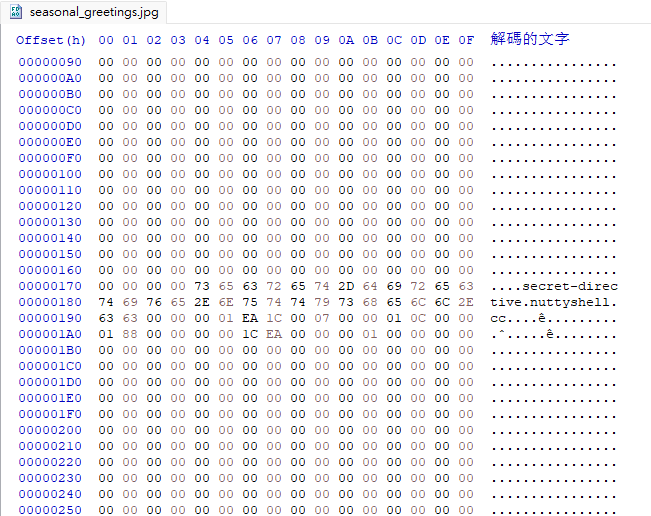 seasonal_greetings.jpg
Offset(h) 00 01 02 03 04 05 06 07 08 09 0A 0B 0C 0D 0E 0F 解碼的文字
00000090 00 00 00 00 00 00 00 00 00 00 00 00 00 00 00 00 ................
000000A0 00 00 00 00 00 00 00 00 00 00 00 00 00 00 00 00 ................
000000B0 00 00 00 00 00 00 00 00 00 00 00 00 00 00 00 00 ................
000000C0 00 00 00 00 00 00 00 00 00 00 00 00 00 00 00 00 ................
000000D0 00 00 00 00 00 00 00 00 00 00 00 00 00 00 00 00 ................
000000E0 00 00 00 00 00 00 00 00 00 00 00 00 00 00 00 00 ................
000000F0 00 00 00 00 00 00 00 00 00 00 00 00 00 00 00 00 ................
00000100 00 00 00 00 00 00 00 00 00 00 00 00 00 00 00 00 ................
00000110 00 00 00 00 00 00 00 00 00 00 00 00 00 00 00 00 ................
00000120 00 00 00 00 00 00 00 00 00 00 00 00 00 00 00 00 ................
00000130 00 00 00 00 00 00 00 00 00 00 00 00 00 00 00 00 ................
00000140 00 00 00 00 00 00 00 00 00 00 00 00 00 00 00 00 ................
00000150 00 00 00 00 00 00 00 00 00 00 00 00 00 00 00 00 ................
00000160 00 00 00 00 00 00 00 00 00 00 00 00 00 00 00 00 ................
00000170 00 00 00 00 73 65 63 72 65 74 2D 64 69 72 65 63 ....secret-direc
00000180 74 69 76 65 2E 6E 75 74 74 79 73 68 65 6C 6C 2E tive.nuttyshell.
00000190 63 63 00 00 00 01 EA 1C 00 07 00 00 01 0C 00 00 cc....ê.........
000001A0 01 88 00 00 00 00 1C EA 00 00 00 01 00 00 00 00 .ˆ.....ê........
000001B0 00 00 00 00 00 00 00 00 00 00 00 00 00 00 00 00 ................
000001C0 00 00 00 00 00 00 00 00 00 00 00 00 00 00 00 00 ................
000001D0 00 00 00 00 00 00 00 00 00 00 00 00 00 00 00 00 ................
000001E0 00 00 00 00 00 00 00 00 00 00 00 00 00 00 00 00 ................
000001F0 00 00 00 00 00 00 00 00 00 00 00 00 00 00 00 00 ................
00000200 00 00 00 00 00 00 00 00 00 00 00 00 00 00 00 00 ................
00000210 00 00 00 00 00 00 00 00 00 00 00 00 00 00 00 00 ................
00000220 00 00 00 00 00 00 00 00 00 00 00 00 00 00 00 00 ................
00000230 00 00 00 00 00 00 00 00 00 00 00 00 00 00 00 00 ................
00000240 00 00 00 00 00 00 00 00 00 00 00 00 00 00 00 00 ................
00000250 00 00 00 00 00 00 00 00 00 00 00 00 00 00 00 00 ................